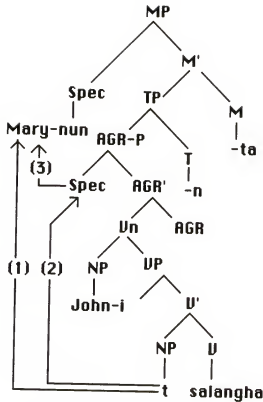 MP
M'
Spec TP M
Mary-nun AGR-P -ta
(3) T
Spec AGR' -n
Vn AGR
(1) (2) NP VP
John-i V'
NP V
t salangha